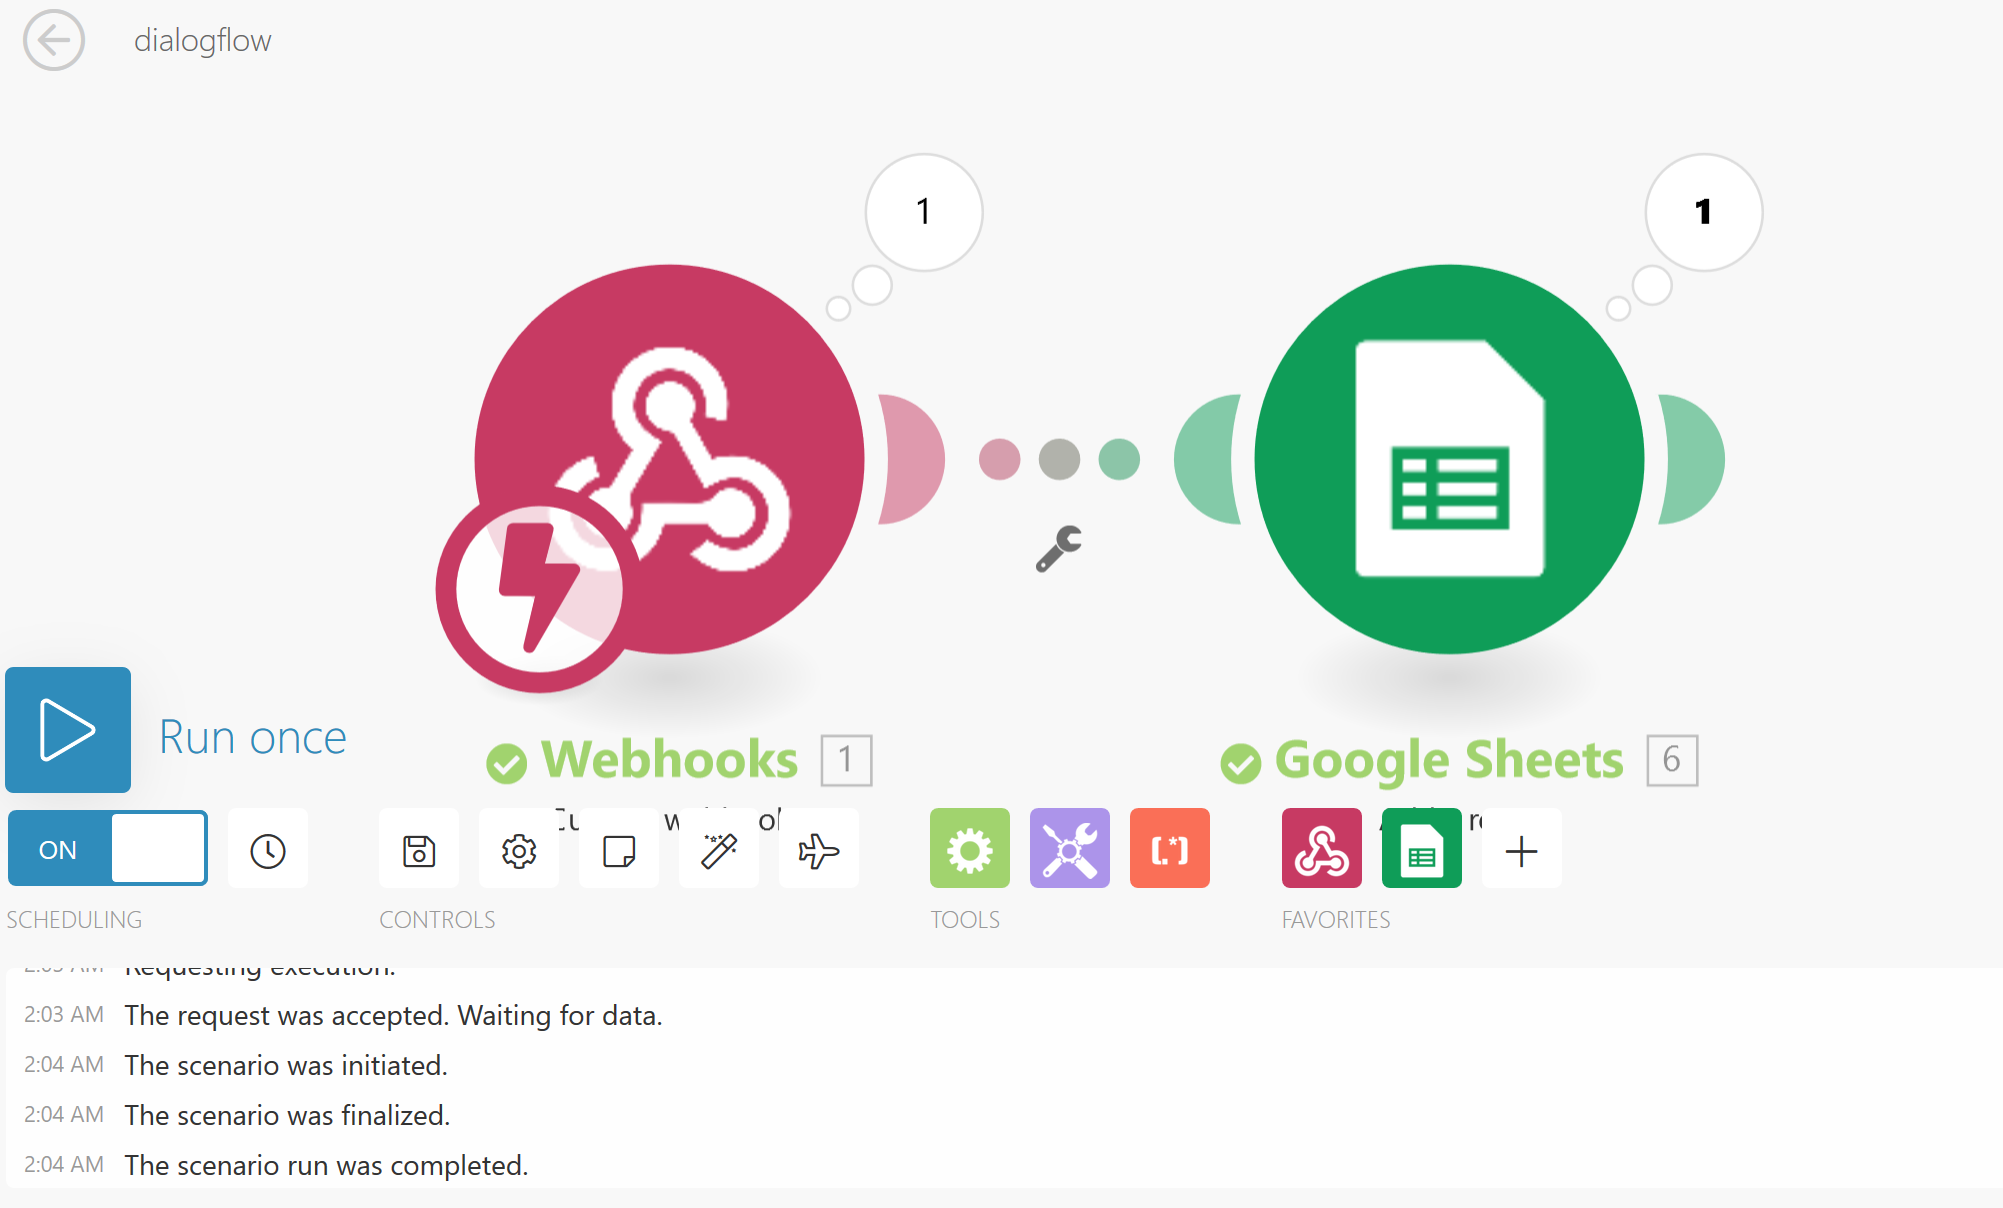 dialogflow
1
1
Run once
Webhooks 1
Google Sheets 6
ON
SCHEDULING
CONTROLS
TOOLS
FAVORITES
Requesting execution.
2:03 AM The request was accepted. Waiting for data.
2:04 AM The scenario was initiated.
2:04 AM The scenario was finalized.
2:04 AM The scenario run was completed.